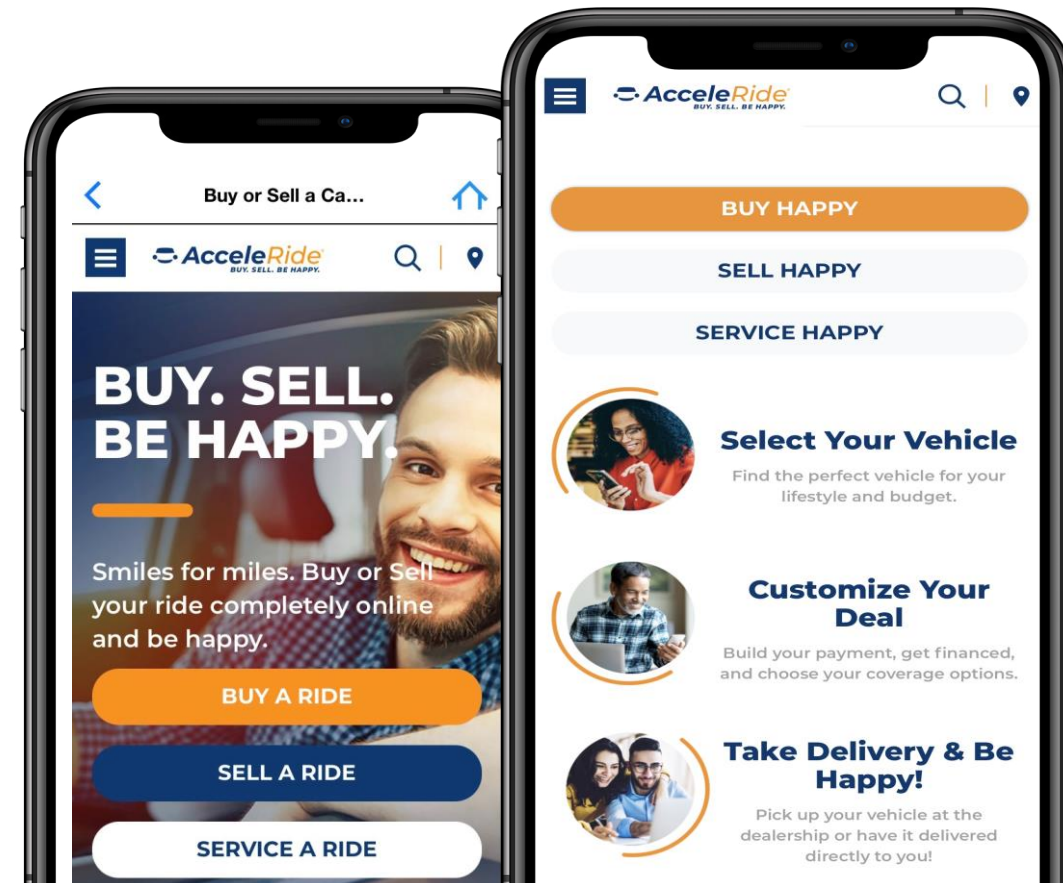 Buy or Sell a Ca...
AcceleRide
BUY. SELL. BE HAPPY.
BUY. SELL.
BE HAPPY.
Smiles for miles. Buy or Sell
your ride completely online
and be happy.
BUY A RIDE
SELL A RIDE
SERVICE A RIDE
AcceleRide
BUY. SELL. BE HAPPY.
BUY HAPPY
SELL HAPPY
SERVICE HAPPY
Select Your Vehicle
Find the perfect vehicle for your
lifestyle and budget.
Customize Your
Deal
Build your payment, get financed,
and choose your coverage options.
Take Delivery & Be
Happy!
Pick up your vehicle at the
dealership or have it delivered
directly to you!